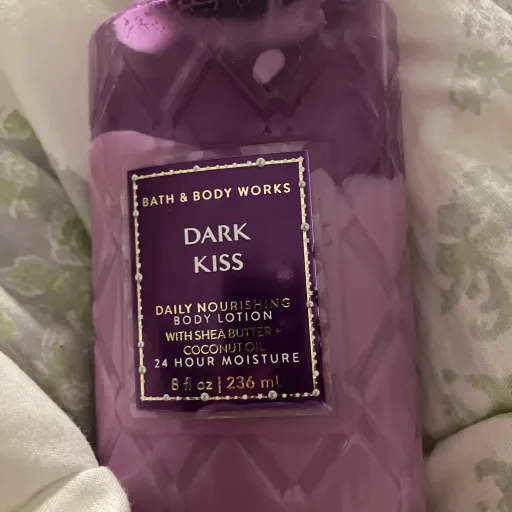 BATH & BODY WORKS
DARK
KISS
DAILY NOURISHING
BODY LOTION
WITH SHEA BUTTER +
COCONUT OIL
24 HOUR MOISTURE
8 fl oz | 236 mL